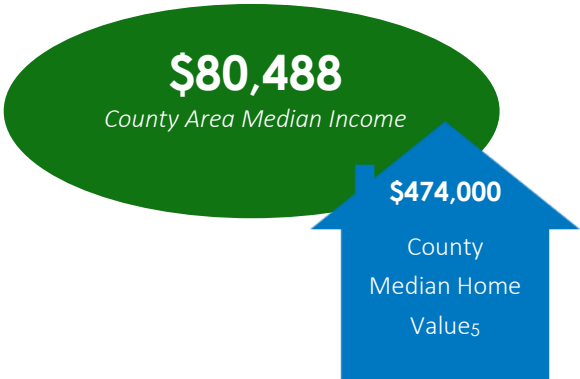 $80,488
County Area Median Income
$474,000
County
Median Home
Value5